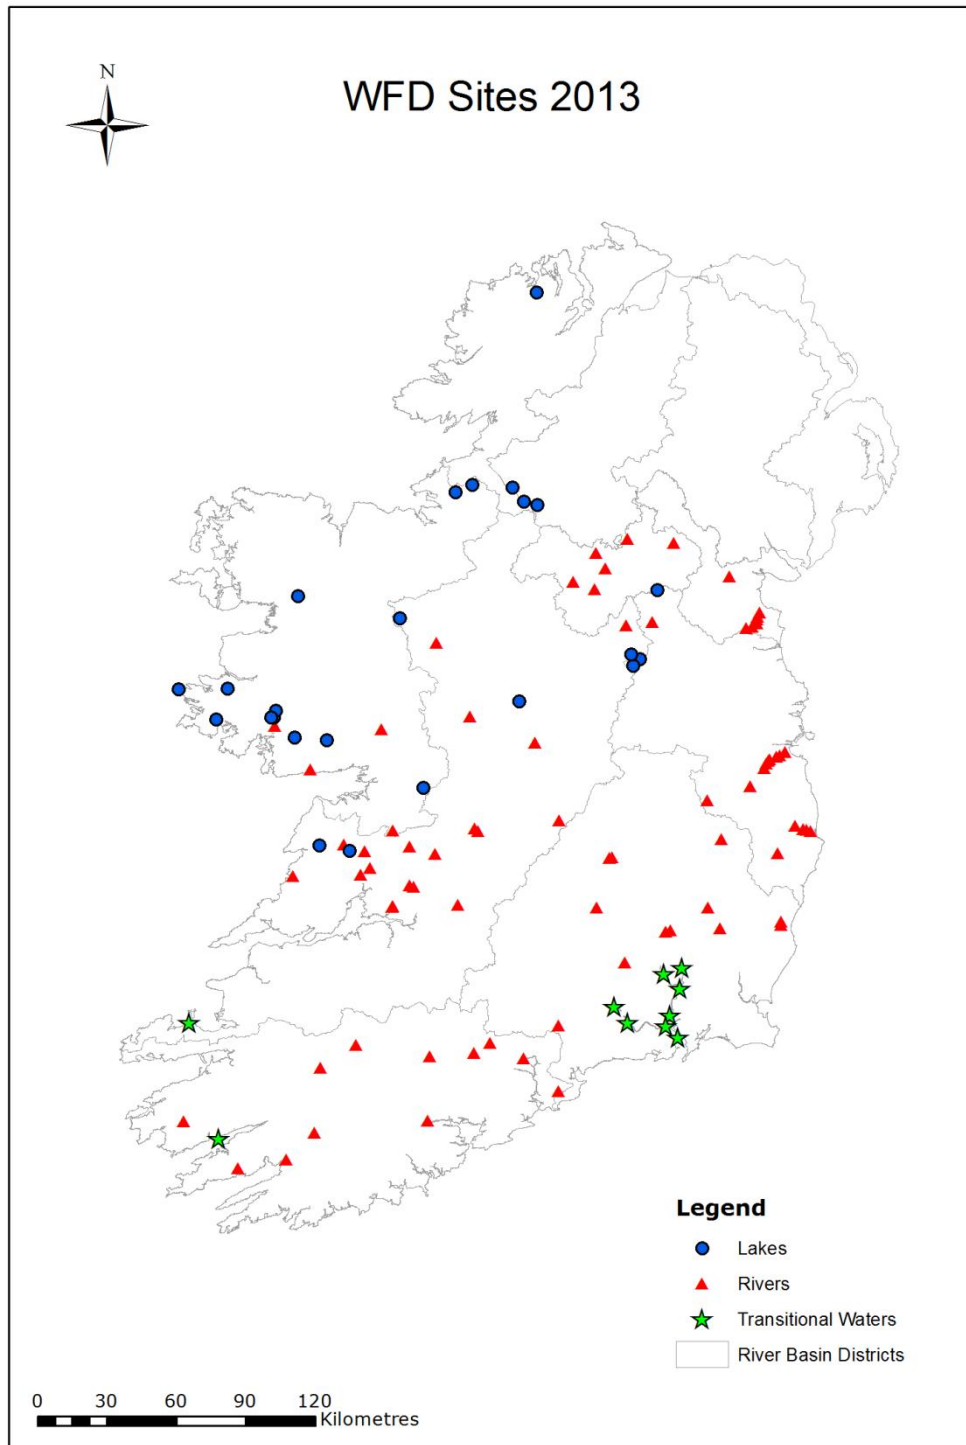 N
WFD Sites 2013
Legend
Lakes
Rivers
Transitional Waters
River Basin Districts
0 30 60 90 120
Kilometres